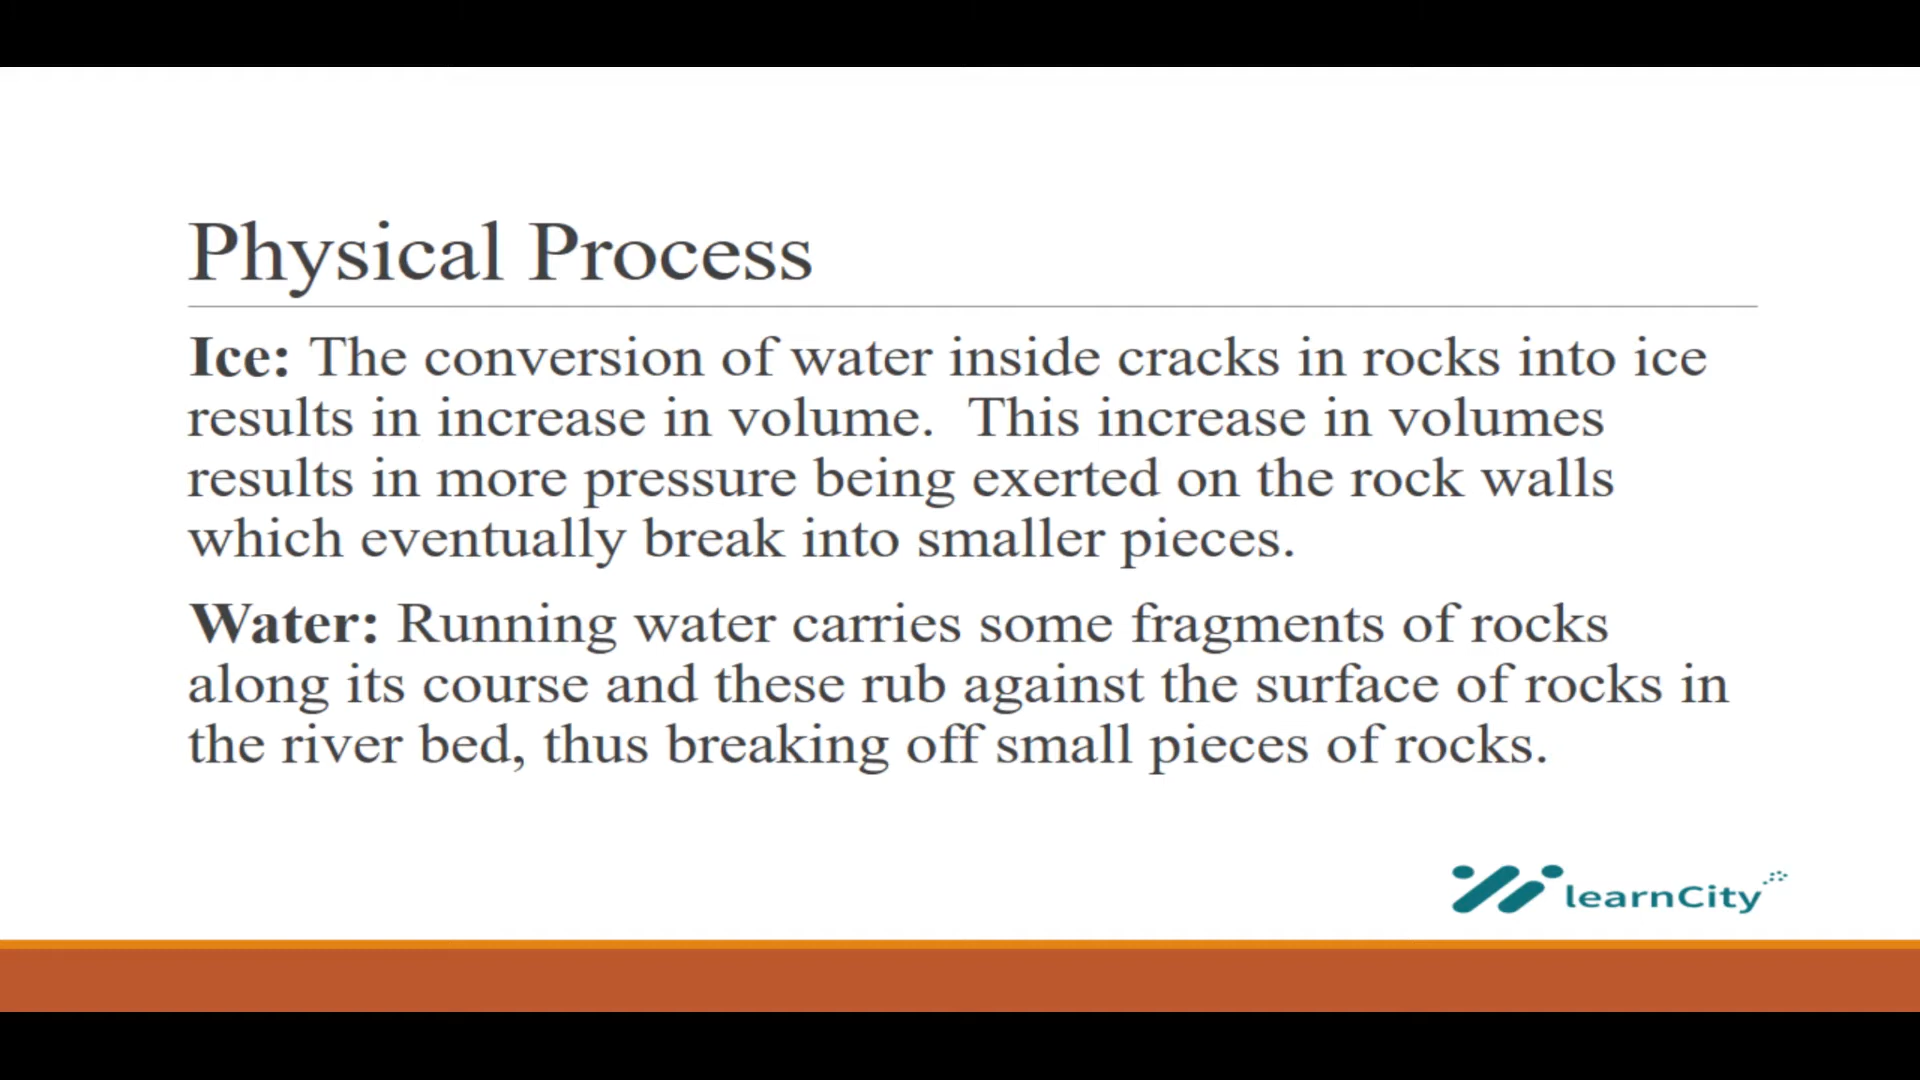 Physical Process
Ice: The conversion of water inside cracks in rocks into ice
results in increase in volume.  This increase in volumes
results in more pressure being exerted on the rock walls
which eventually break into smaller pieces.
Water: Running water carries some fragments of rocks
along its course and these rub against the surface of rocks in
the river bed, thus breaking off small pieces of rocks.
learnCity